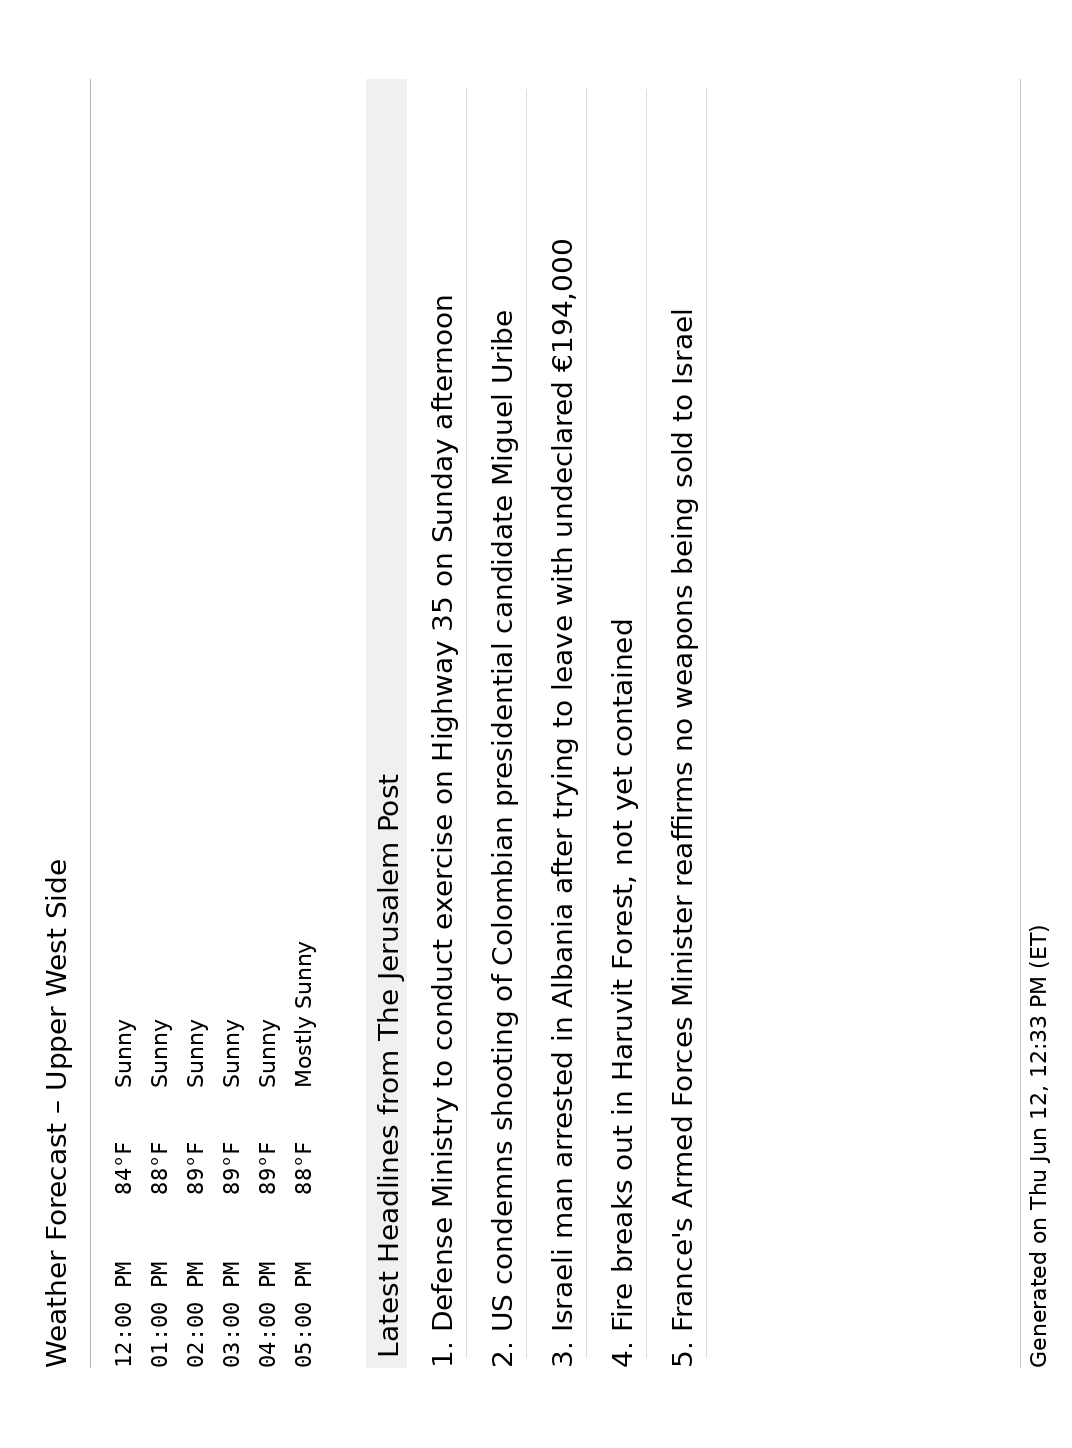 Weather Forecast – Upper West Side
12:00 PM 84°F Sunny
01:00 PM 88°F Sunny
02:00 PM 89°F Sunny
03:00 PM 89°F Sunny
04:00 PM 89°F Sunny
05:00 PM 88°F Mostly Sunny
Latest Headlines from The Jerusalem Post
1. Defense Ministry to conduct exercise on Highway 35 on Sunday afternoon
2. US condemns shooting of Colombian presidential candidate Miguel Uribe
3. Israeli man arrested in Albania after trying to leave with undeclared €194,000
4. Fire breaks out in Haruvit Forest, not yet contained
5. France's Armed Forces Minister reaffirms no weapons being sold to Israel
Generated on Thu Jun 12, 12:33 PM (ET)